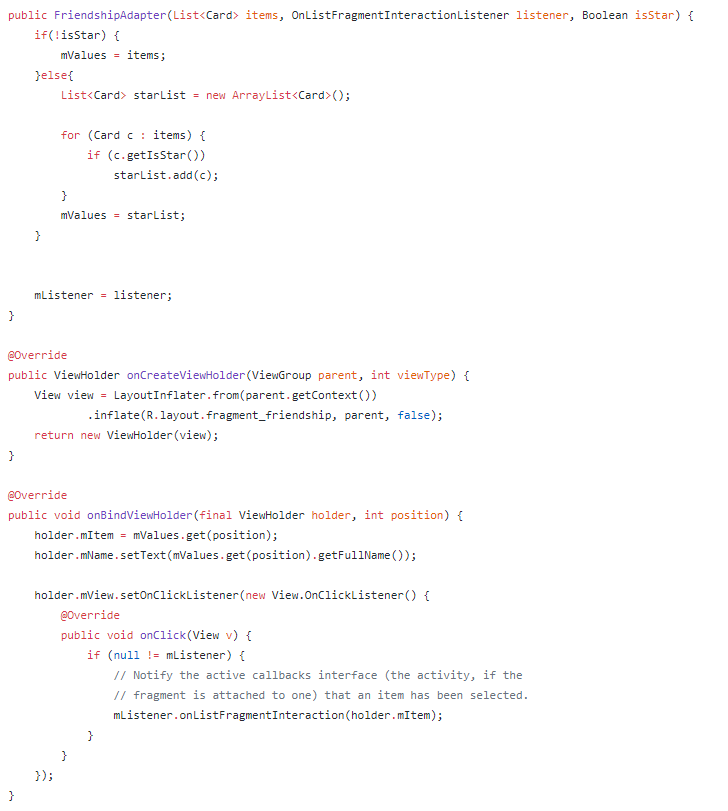 public FriendshipAdapter(List<Card> items, OnListFragmentInteractionListener listener, Boolean isStar) {
    if(!isStar) {
        mValues = items;
    }else{
        List<Card> starList = new ArrayList<Card>();

        for (Card c : items) {
            if (c.getIsStar())
                starList.add(c);
        }
        mValues = starList;
    }


    mListener = listener;
}

@Override
public ViewHolder onCreateViewHolder(ViewGroup parent, int viewType) {
    View view = LayoutInflater.from(parent.getContext())
            .inflate(R.layout.fragment_friendship, parent, false);
    return new ViewHolder(view);
}

@Override
public void onBindViewHolder(final ViewHolder holder, int position) {
    holder.mItem = mValues.get(position);
    holder.mName.setText(mValues.get(position).getFullName());

    holder.mView.setOnClickListener(new View.OnClickListener() {
        @Override
        public void onClick(View v) {
            if (null != mListener) {
                // Notify the active callbacks interface (the activity, if the
                // fragment is attached to one) that an item has been selected.
                mListener.onListFragmentInteraction(holder.mItem);
            }
        }
    });
}